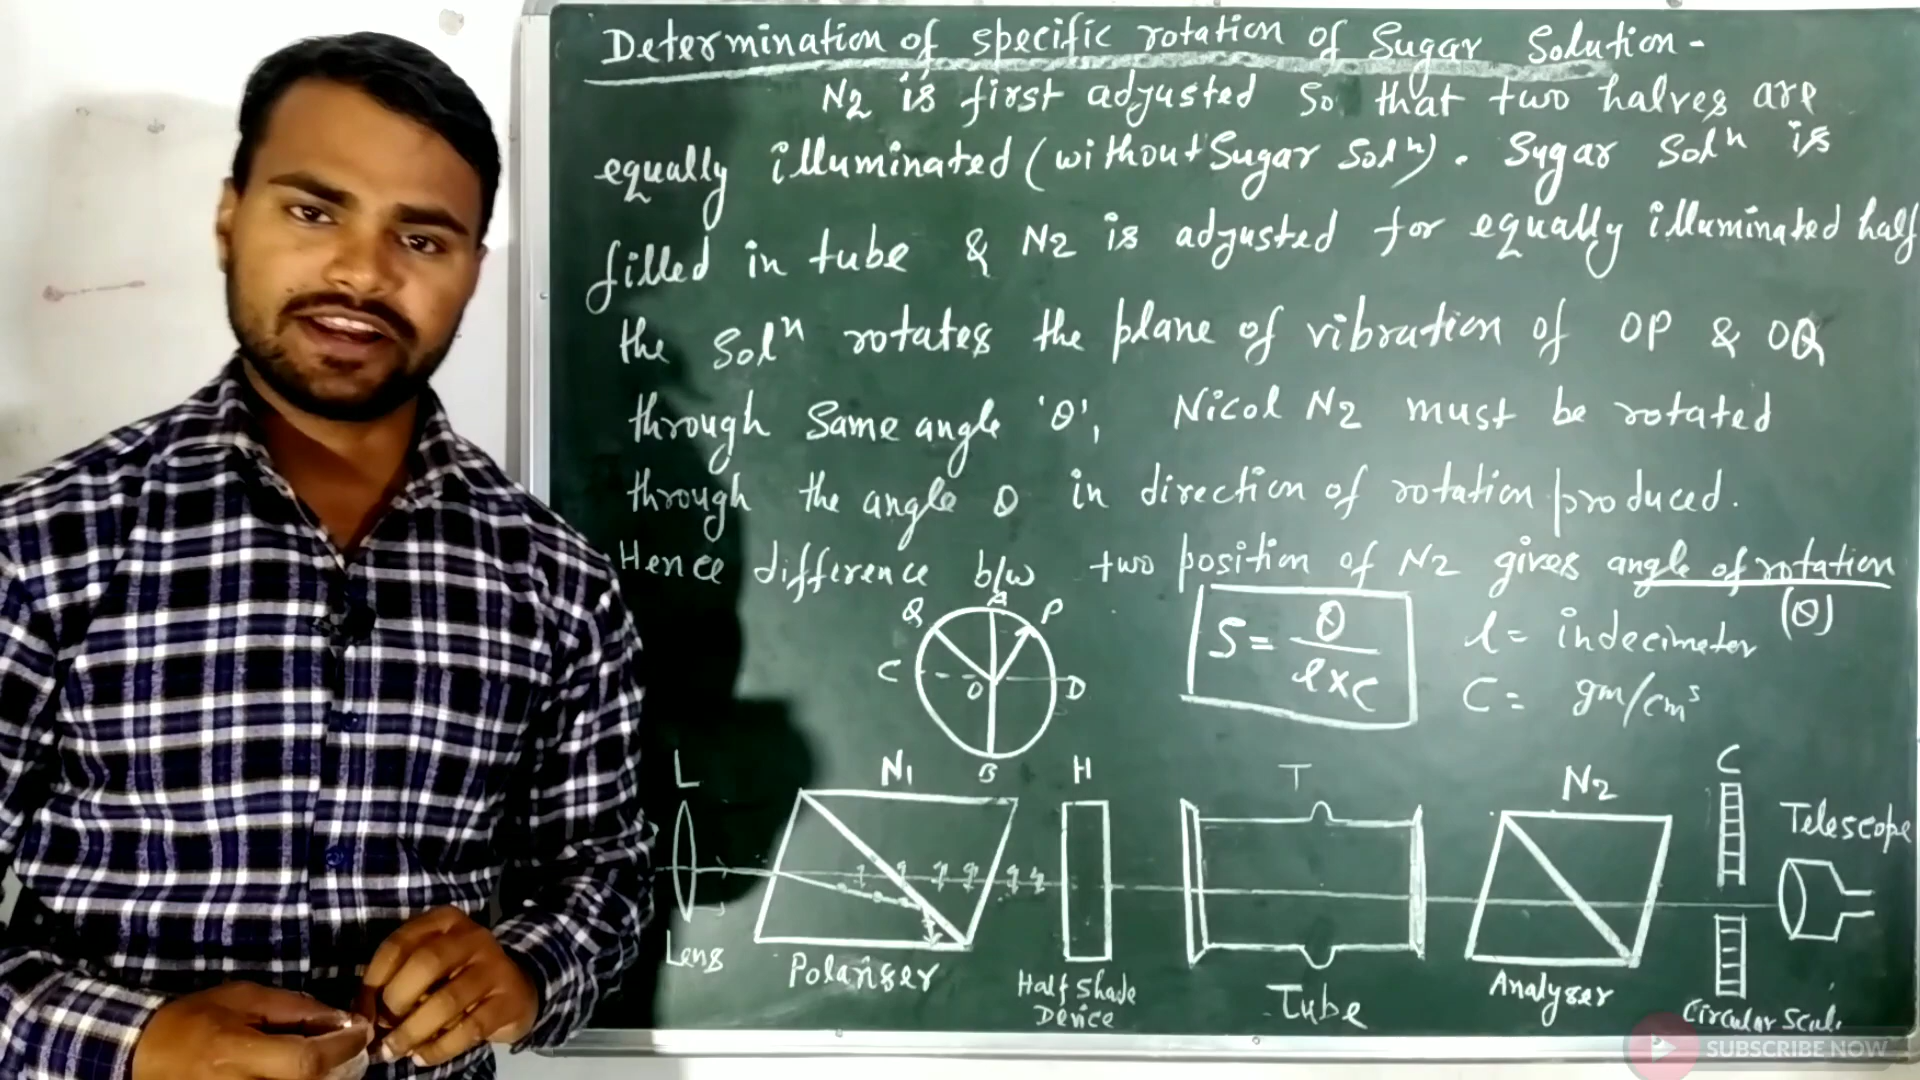 Determination of specific rotation of Sugar Solution-
N2 is first adjusted so that two halves are
equally illuminated (without Sugar Solⁿ). Sugar Solⁿ is
filled in tube & N2 is adjusted for equally illuminated half
the Solⁿ rotates the plane of vibration of OP & OQ
through Same angle 'θ', Nicol N2 must be rotated
through the angle θ in direction of rotation produced.
Hence difference b/w two position of N2 gives angle of rotation
(θ)
Q A P
C O D
B
S = θ / l×c
l = indecimeter
C = gm/cm³
L N1 H T N2 C
Telescope
Lens Polariser Half Shade Device Tube Analyser Circular Scal.
SUBSCRIBE NOW